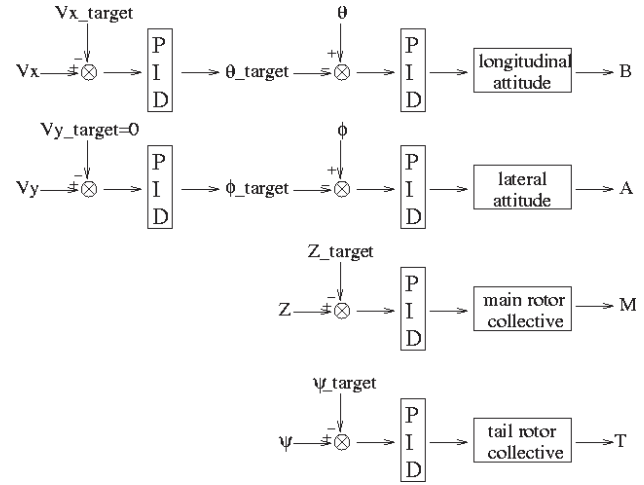 Vx_target
θ
Vx
− +
P I D
θ_target
+ −
P I D
longitudinal
attitude
B
Vy_target=0
ϕ
Vy
− +
P I D
ϕ_target
+ −
P I D
lateral
attitude
A
Z_target
Z
− +
P I D
main rotor
collective
M
ψ_target
ψ
− +
P I D
tail rotor
collective
T